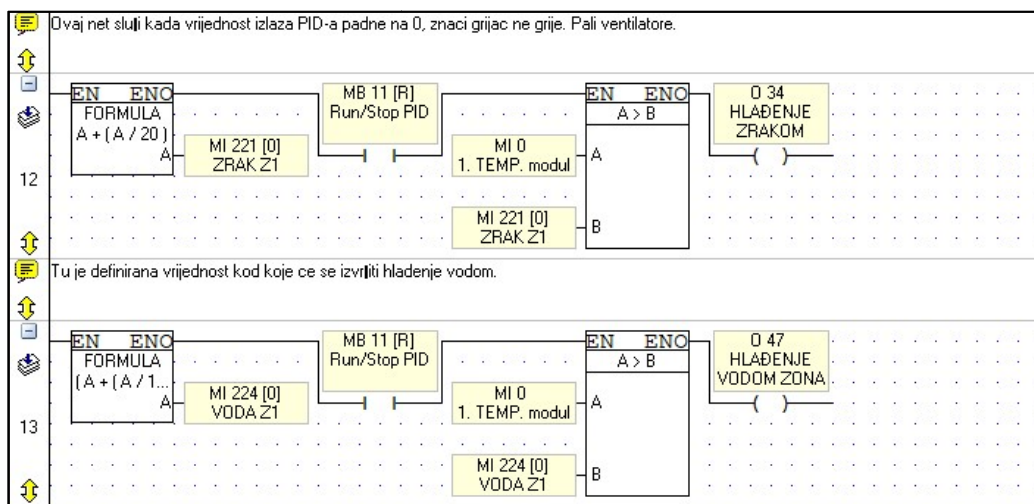 Ovaj net sluli kada vrijednost izlaza PID-a padne na 0, znaci grijac ne grije. Pali ventilatore.
EN ENO
FORMULA
A + ( A / 20 )
A
MI 221 [0]
ZRAK Z1
MB 11 [R]
Run/Stop PID
MI 0
1. TEMP. modul
MI 221 [0]
ZRAK Z1
EN ENO
A > B
A
B
O 34
HLAĐENJE
ZRAKOM
12
Tu je definirana vrijednost kod koje ce se izvrliti hladenje vodom.
EN ENO
FORMULA
(A + (A / 1...
A
MI 224 [0]
VODA Z1
MB 11 [R]
Run/Stop PID
MI 0
1. TEMP. modul
MI 224 [0]
VODA Z1
EN ENO
A > B
A
B
O 47
HLAĐENJE
VODOM ZONA
13